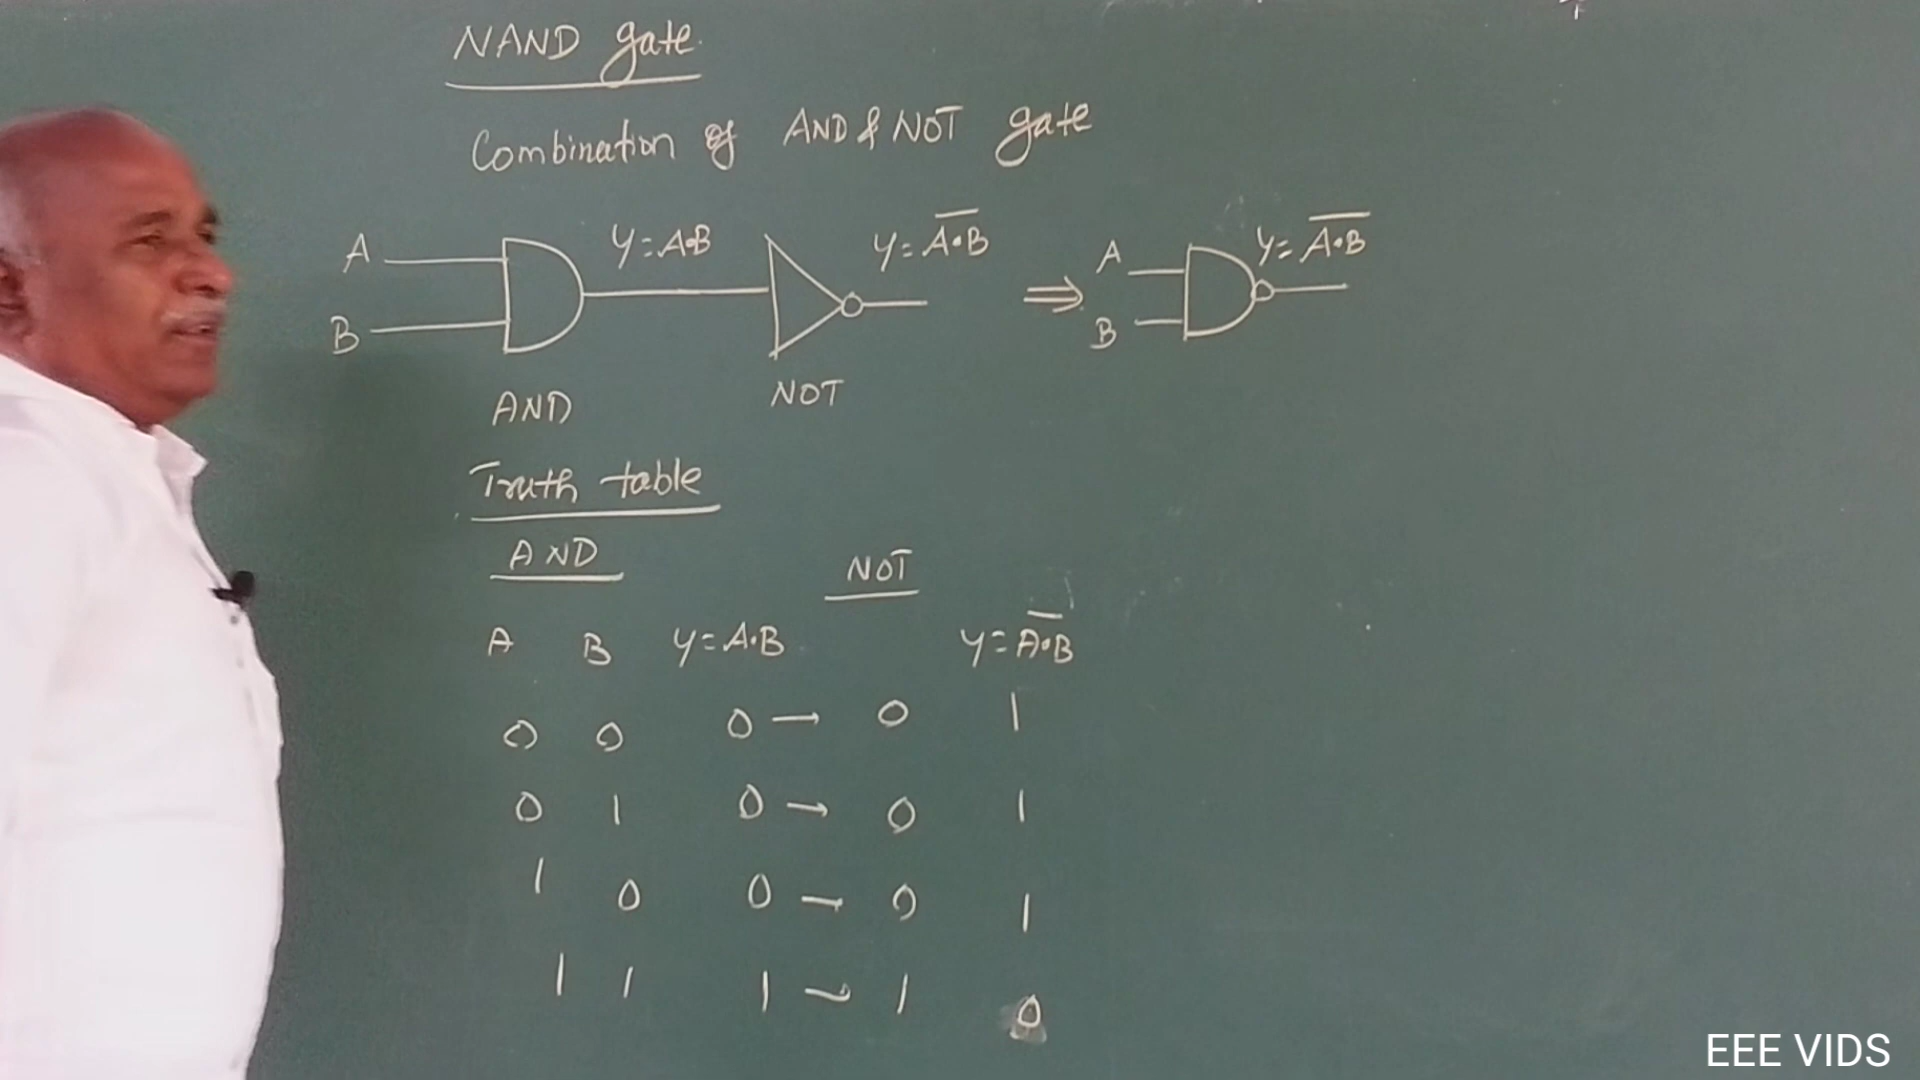 NAND gate.
Combination of AND & NOT gate
A
B
Y=A•B
Y= A̅•̅B̅
⇒
A
B
Y= A̅•̅B̅
AND
NOT
Truth table
AND
NOT
A B Y=A•B Y= A̅•̅B̅
0 0 0 → 0 1
0 1 0 → 0 1
1 0 0 — 0 1
1 1 1 → 1 0
EEE VIDS